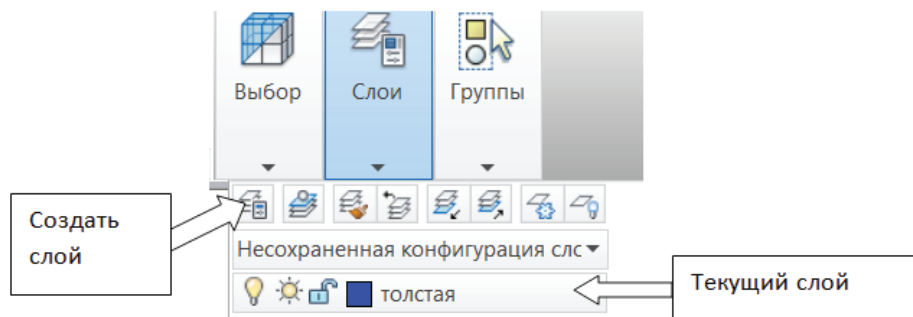 Выбор
Слои
Группы
Создать
слой
Несохраненная конфигурация слс
толстая
Текущий слой